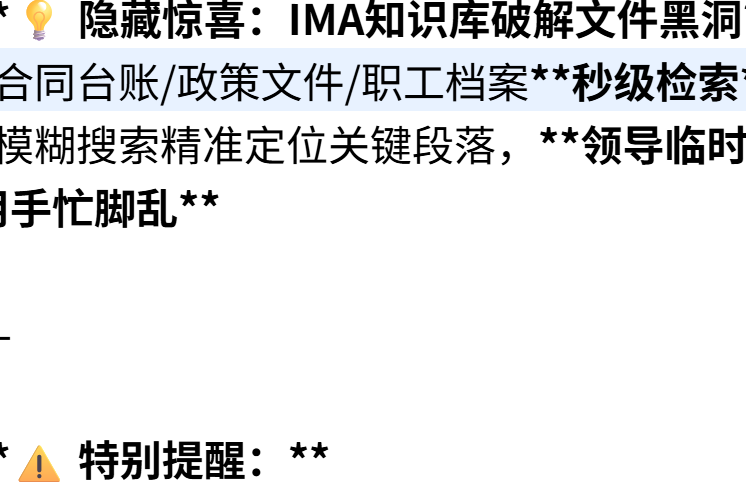 *💡 隐藏惊喜：IMA知识库破解文件黑洞
合同台账/政策文件/职工档案**秒级检索*
模糊搜索精准定位关键段落，**领导临时
手忙脚乱**
*⚠️ 特别提醒：**